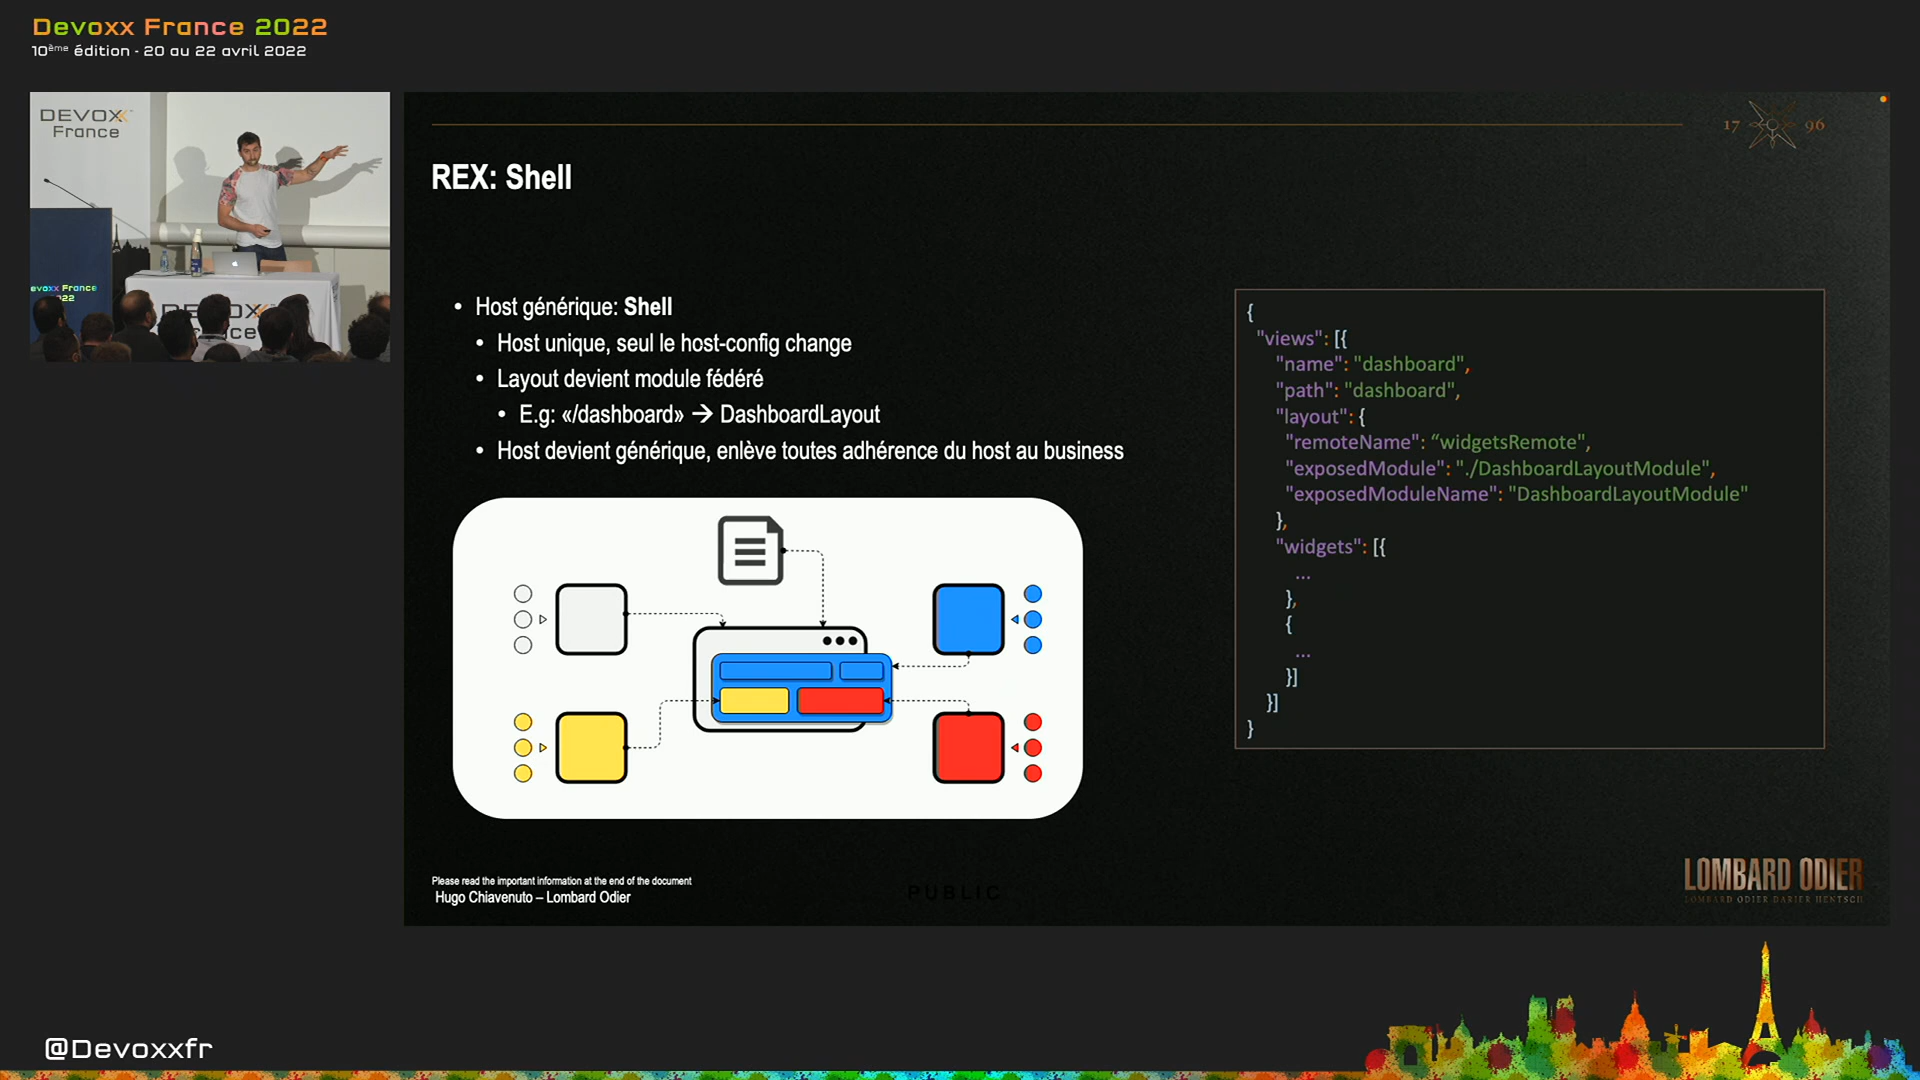 Devoxx France 2022
10ème édition - 20 au 22 avril 2022
DEVOXX
France
evoxx France
DEVOXX
17 96
REX: Shell
• Host générique: Shell
• Host unique, seul le host-config change
• Layout devient module fédéré
• E.g: «/dashboard» → DashboardLayout
• Host devient générique, enlève toutes adhérence du host au business
{
"views": [{
"name": "dashboard",
"path": "dashboard",
"layout": {
"remoteName": “widgetsRemote",
"exposedModule": "./DashboardLayoutModule",
"exposedModuleName": "DashboardLayoutModule"
},
"widgets": [{
...
},
{
...
}]
}]
}
Please read the important information at the end of the document
Hugo Chiavenuto – Lombard Odier
PUBLIC
LOMBARD ODIER
LOMBARD ODIER DARIER HENTSCH
@Devoxxfr